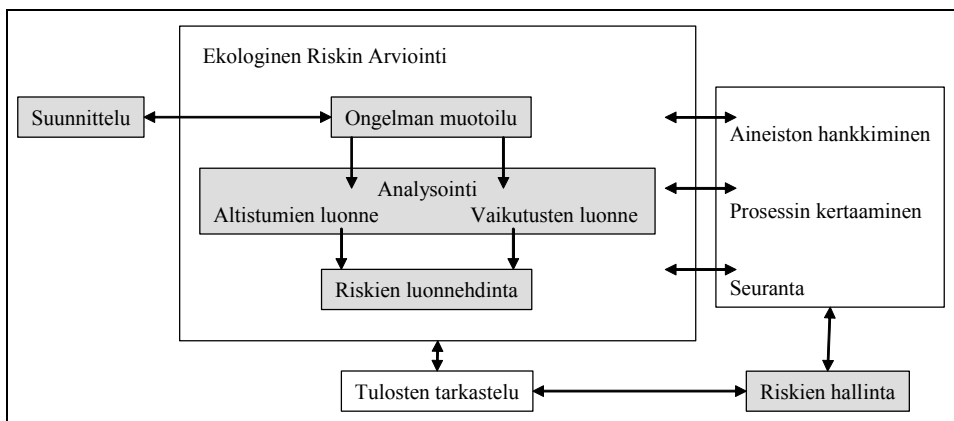 Ekologinen Riskin Arviointi
Suunnittelu
Ongelman muotoilu
Aineiston hankkiminen
Analysointi
Altistumien luonne
Vaikutusten luonne
Prosessin kertaaminen
Riskien luonnehdinta
Seuranta
Tulosten tarkastelu
Riskien hallinta